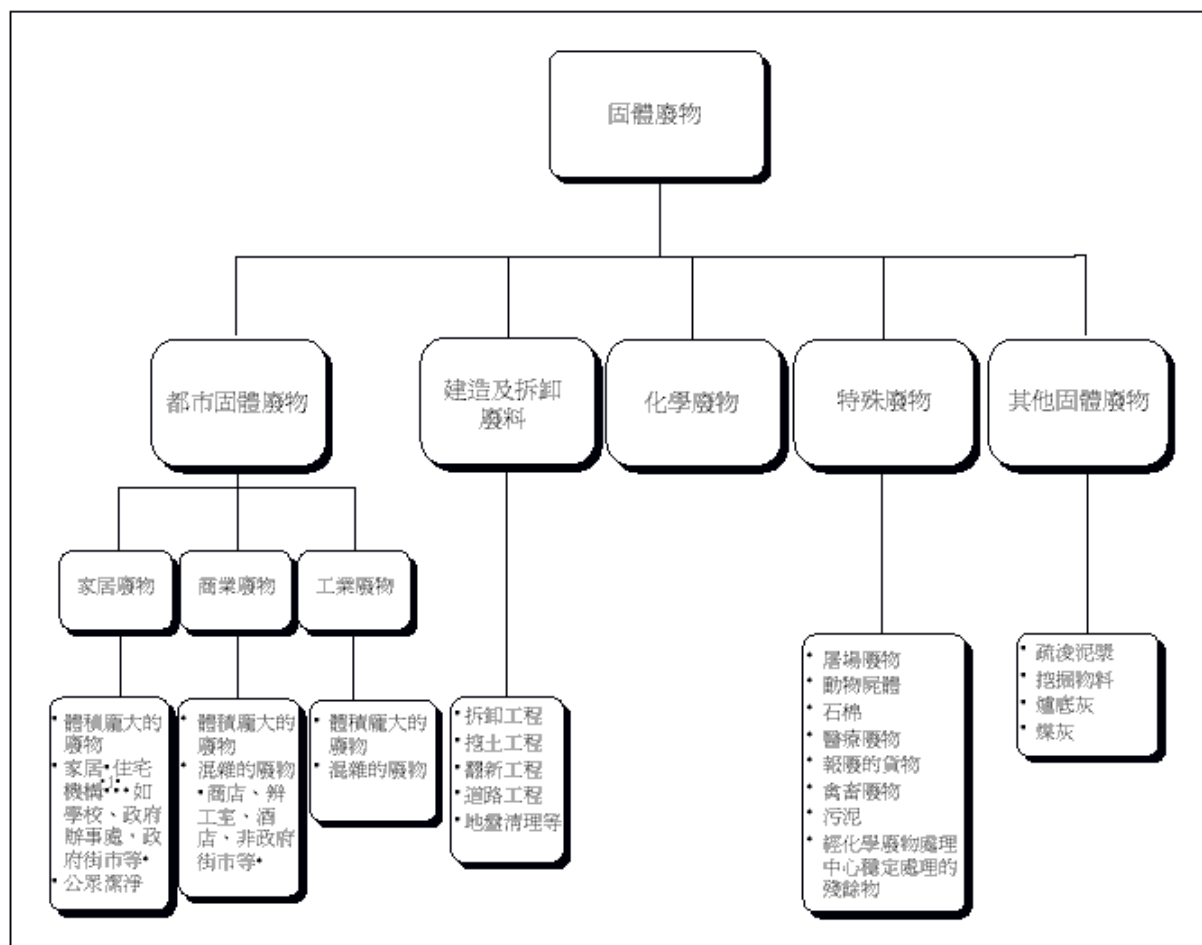 固體廢物
都市固體廢物
建造及拆卸
廢料
化學廢物
特殊廢物
其他固體廢物
家居廢物
商業廢物
工業廢物
• 體積龐大的
廢物
• 家居•住宅
機構•••如
學校、政府
辦事處、政
府街市等•
• 公眾潔淨
• 體積龐大的
廢物
• 混雜的廢物
•商店、辨
工室、酒
店、非政府
街市等•
• 體積龐大的
廢物
• 混雜的廢物
• 拆卸工程
• 挖土工程
• 翻新工程
• 道路工程
• 地盤清理等
• 屠場廢物
• 動物屍體
• 石棉
• 醫療廢物
• 報廢的貨物
• 禽畜廢物
• 污泥
• 經化學廢物處理
中心穩定處理的
殘餘物
• 疏浚泥漿
• 挖掘物料
• 爐底灰
• 煤灰